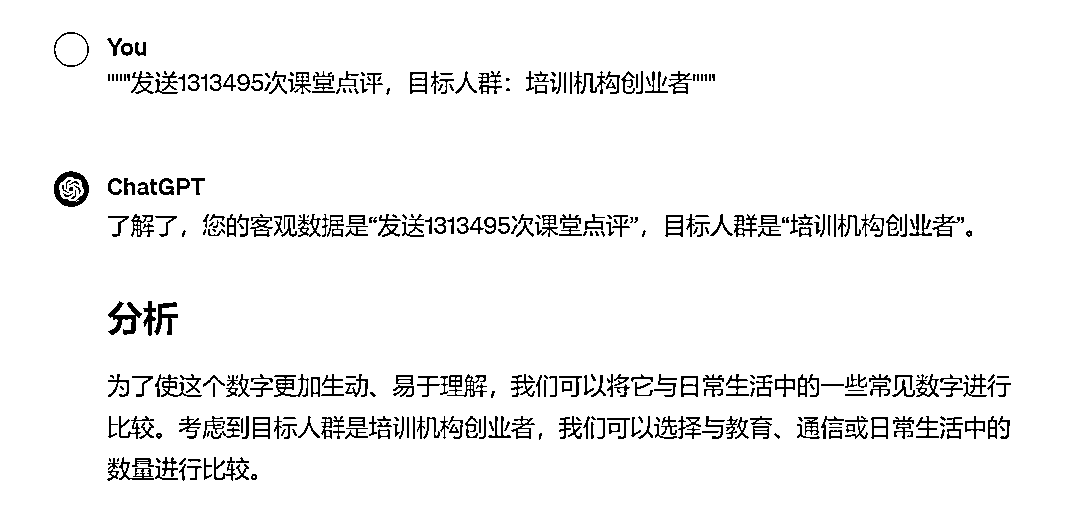 You
"""发送1313495次课堂点评，目标人群：培训机构创业者"""
ChatGPT
了解了，您的客观数据是“发送1313495次课堂点评”，目标人群是“培训机构创业者”。
分析
为了使这个数字更加生动、易于理解，我们可以将它与日常生活中的一些常见数字进行
比较。考虑到目标人群是培训机构创业者，我们可以选择与教育、通信或日常生活中的
数量进行比较。